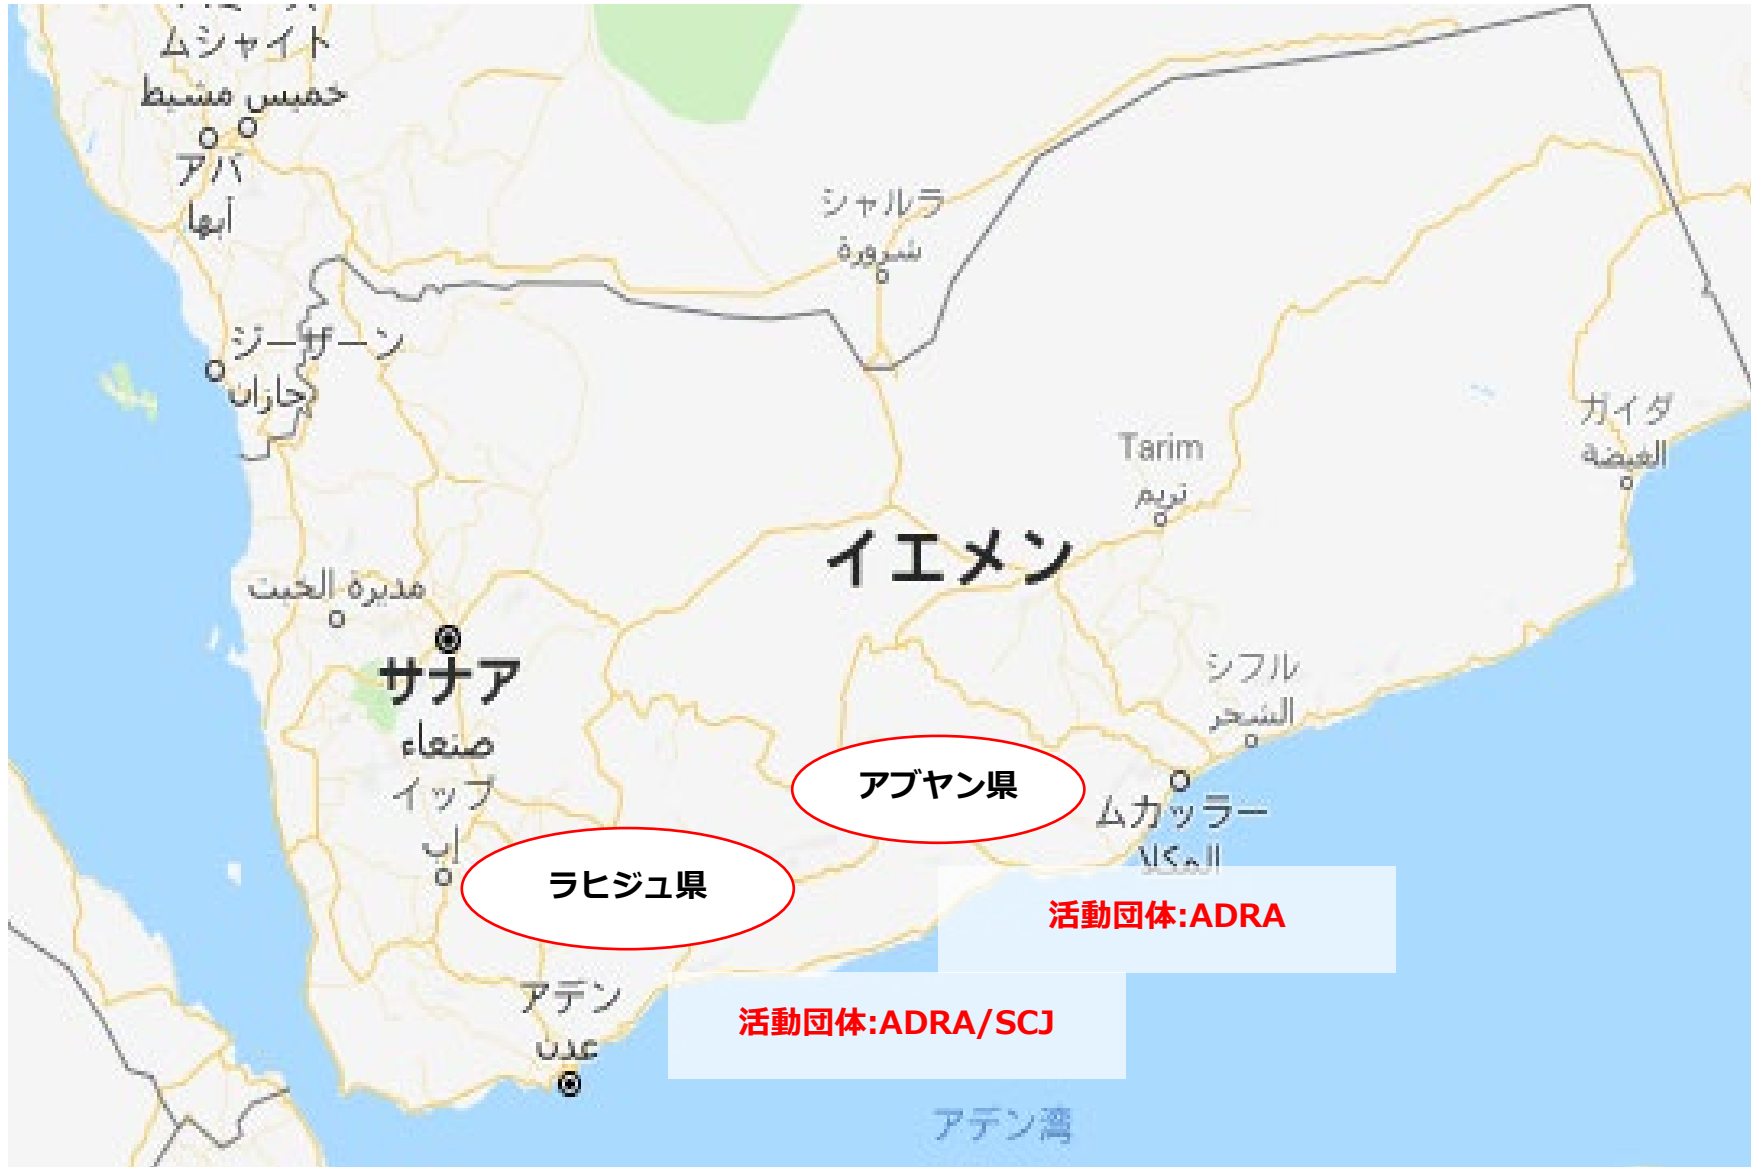 ムシャイト
خميس مشيط
アバ
أبها
シャルラ
شرورة
ジーザーン
جازان
ガイダ
الغيضة
Tarim
تريم
イエメン
مديرة الخبت
サナア
صنعاء
シフル
الشحر
イッブ
إب
アブヤン県
ムカッラー
المكلا
ラヒジュ県
活動団体:ADRA
アデン
عدن
活動団体:ADRA/SCJ
アデン湾